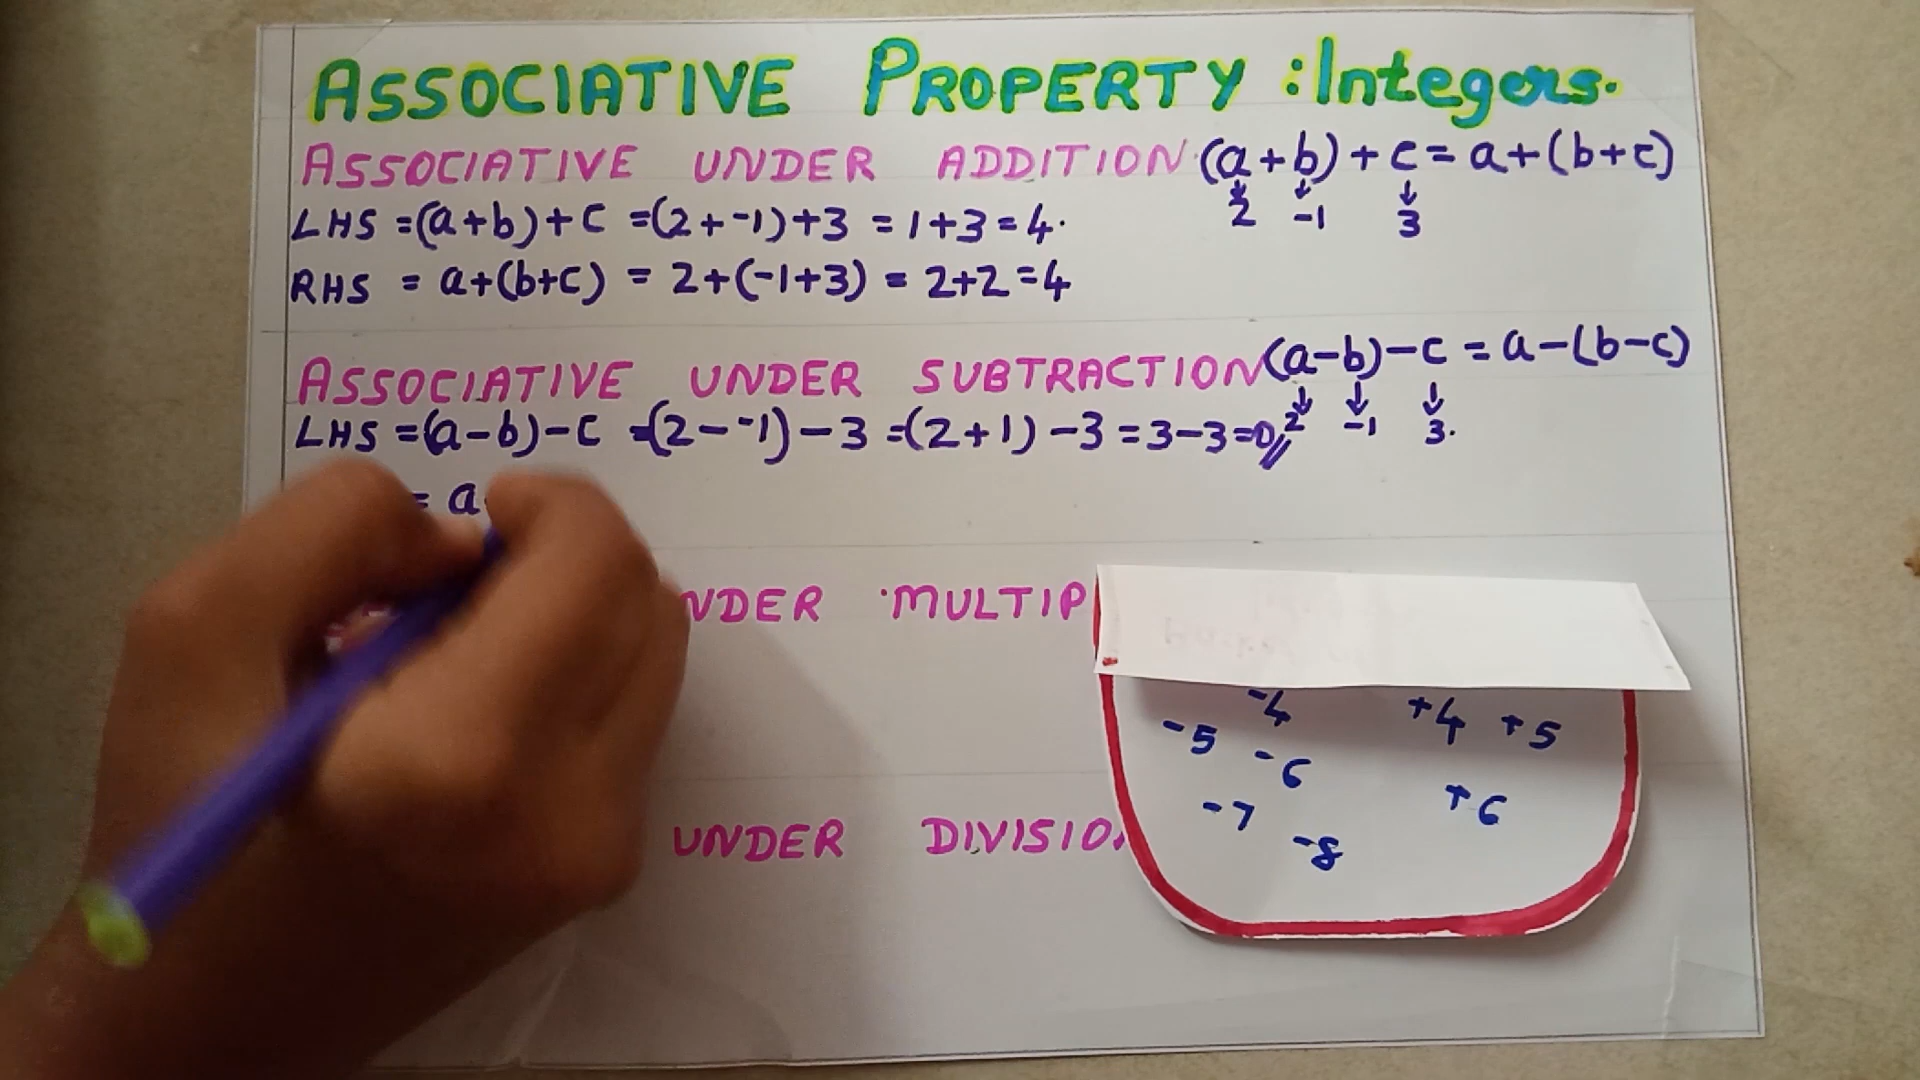 ASSOCIATIVE PROPERTY : Integers.
ASSOCIATIVE UNDER ADDITION (a+b)+c = a+(b+c)
2 -1 3
LHS =(a+b)+c =(2+-1)+3 = 1+3=4.
RHS = a+(b+c) = 2+(-1+3) = 2+2=4
ASSOCIATIVE UNDER SUBTRACTION (a-b)-c = a-(b-c)
2 -1 3.
LHS =(a-b)-c =(2--1)-3 =(2+1)-3=3-3=0//
= a
UNDER MULTIP
-4 +4 +5
-5 -6
+6
-7
-8
UNDER DIVISIO